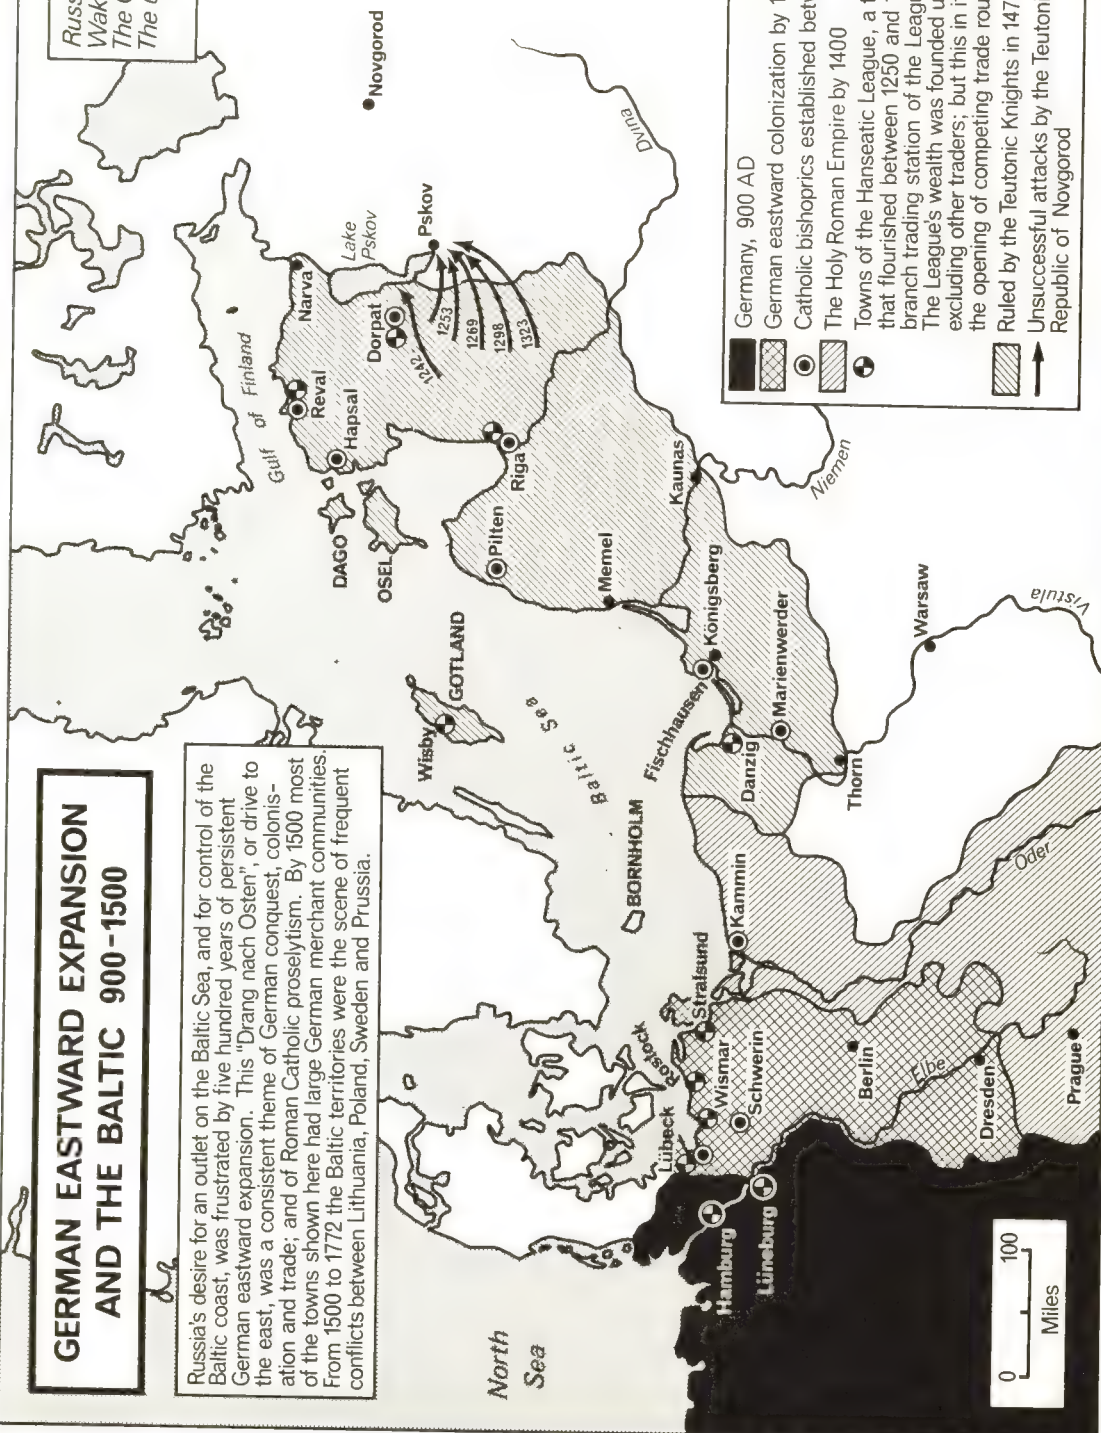 GERMAN EASTWARD EXPANSION
AND THE BALTIC 900-1500
Russia's desire for an outlet on the Baltic Sea, and for control of the
Baltic coast, was frustrated by five hundred years of persistent
German eastward expansion. This "Drang nach Osten", or drive to
the east, was a consistent theme of German conquest, colonis-
ation and trade; and of Roman Catholic proselytism. By 1500 most
of the towns shown here had large German merchant communities.
From 1500 to 1772 the Baltic territories were the scene of frequent
conflicts between Lithuania, Poland, Sweden and Prussia.
Russ
Wak
The
The
Novgorod
Gulf of Finland
Narva
Lake
Pskov
Pskov
Reval
Hapsal
Dorpat
1242
1253
1269
1298
1323
DAGO
OSEL
Dvina
Riga
Pilten
GOTLAND
Wisby
Baltic Sea
Memel
Kaunas
Niemen
Königsberg
Fischhausen
Marienwerder
Danzig
Thorn
Warsaw
Vistula
BORNHOLM
Kammin
Oder
Stralsund
Rostock
Wismar
Schwerin
Lübeck
Berlin
Elbe
Dresden
Prague
Hamburg
Lüneburg
North
Sea
0 100
Miles
Germany, 900 AD
German eastward colonization by 1
Catholic bishoprics established betw
The Holy Roman Empire by 1400
Towns of the Hanseatic League, a t
that flourished between 1250 and
branch trading station of the Leagu
The League's wealth was founded u
excluding other traders; but this in i
the opening of competing trade rou
Ruled by the Teutonic Knights in 147
Unsuccessful attacks by the Teutoni
Republic of Novgorod